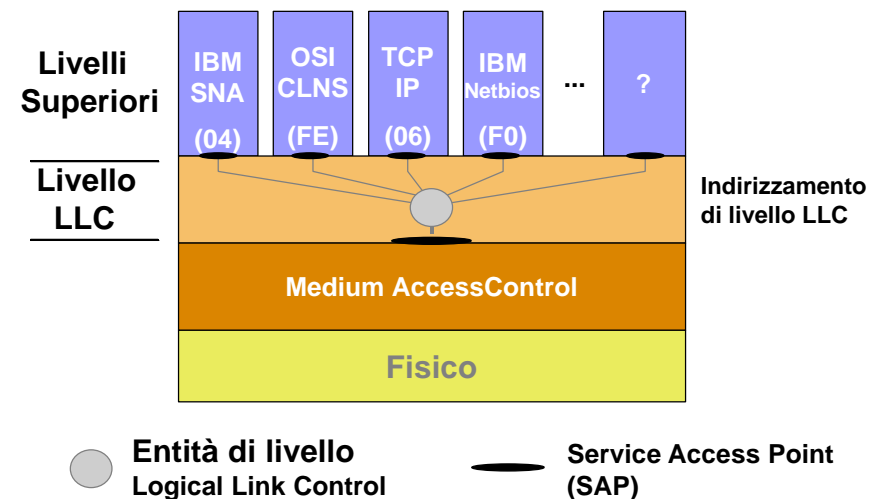 Livelli
Superiori
IBM
SNA
(04)
OSI
CLNS
(FE)
TCP
IP
(06)
IBM
Netbios
(F0)
...
?
Livello
LLC
Indirizzamento
di livello LLC
Medium AccessControl
Fisico
Entità di livello
Logical Link Control
Service Access Point
(SAP)